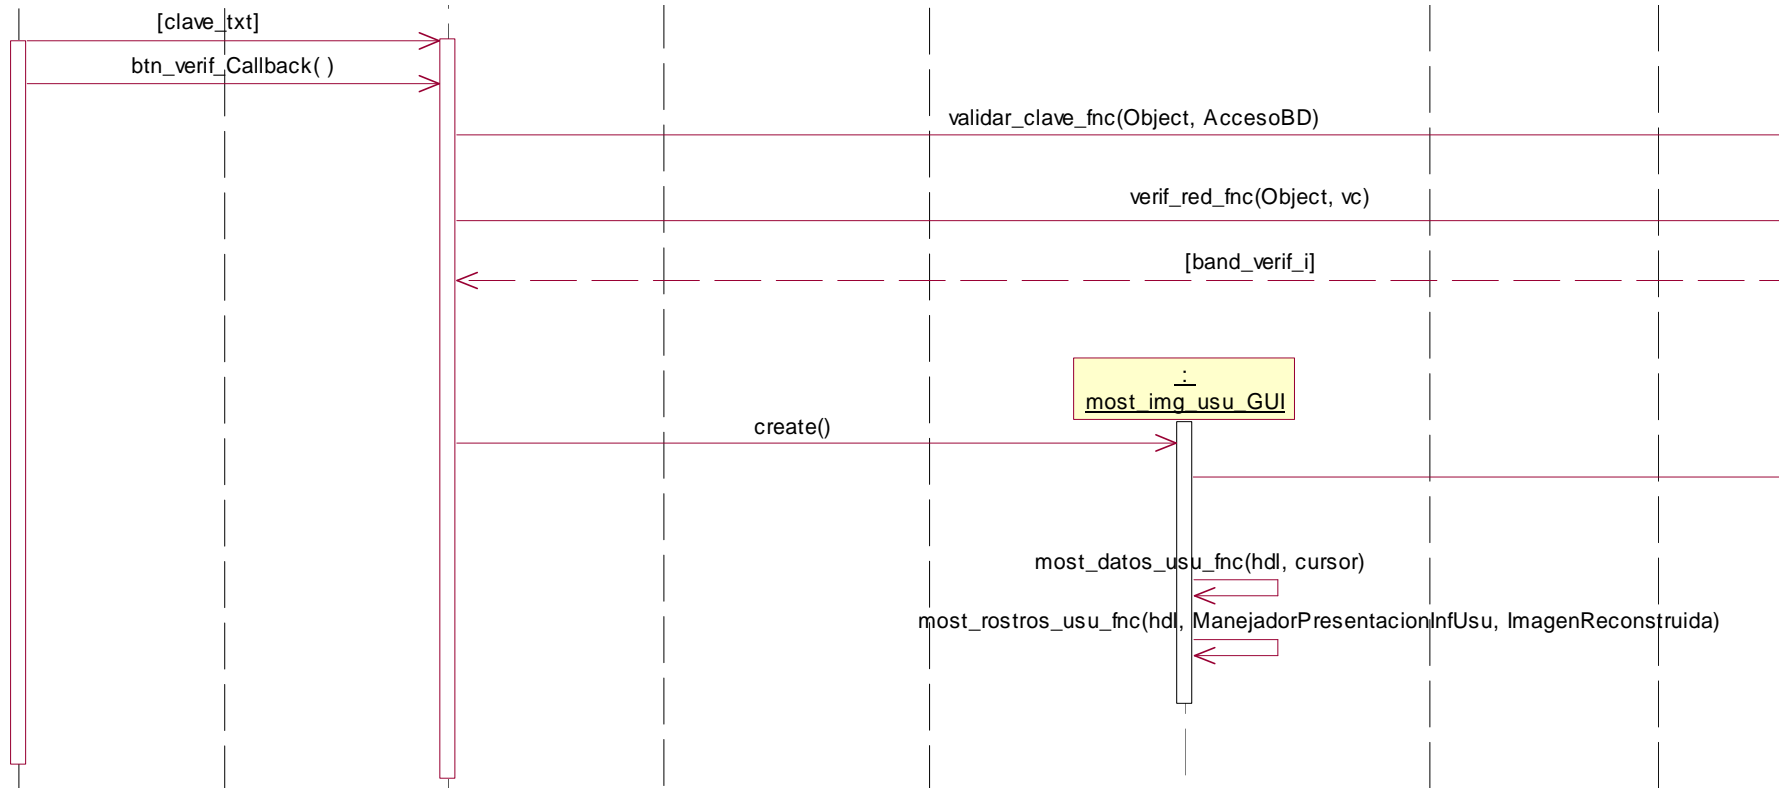 [clave_txt]
btn_verif_Callback( )
validar_clave_fnc(Object, AccesoBD)
verif_red_fnc(Object, vc)
[band_verif_i]
:
most_img_usu_GUI
create()
most_datos_usu_fnc(hdl, cursor)
most_rostros_usu_fnc(hdl, ManejadorPresentacionInfUsu, ImagenReconstruida)